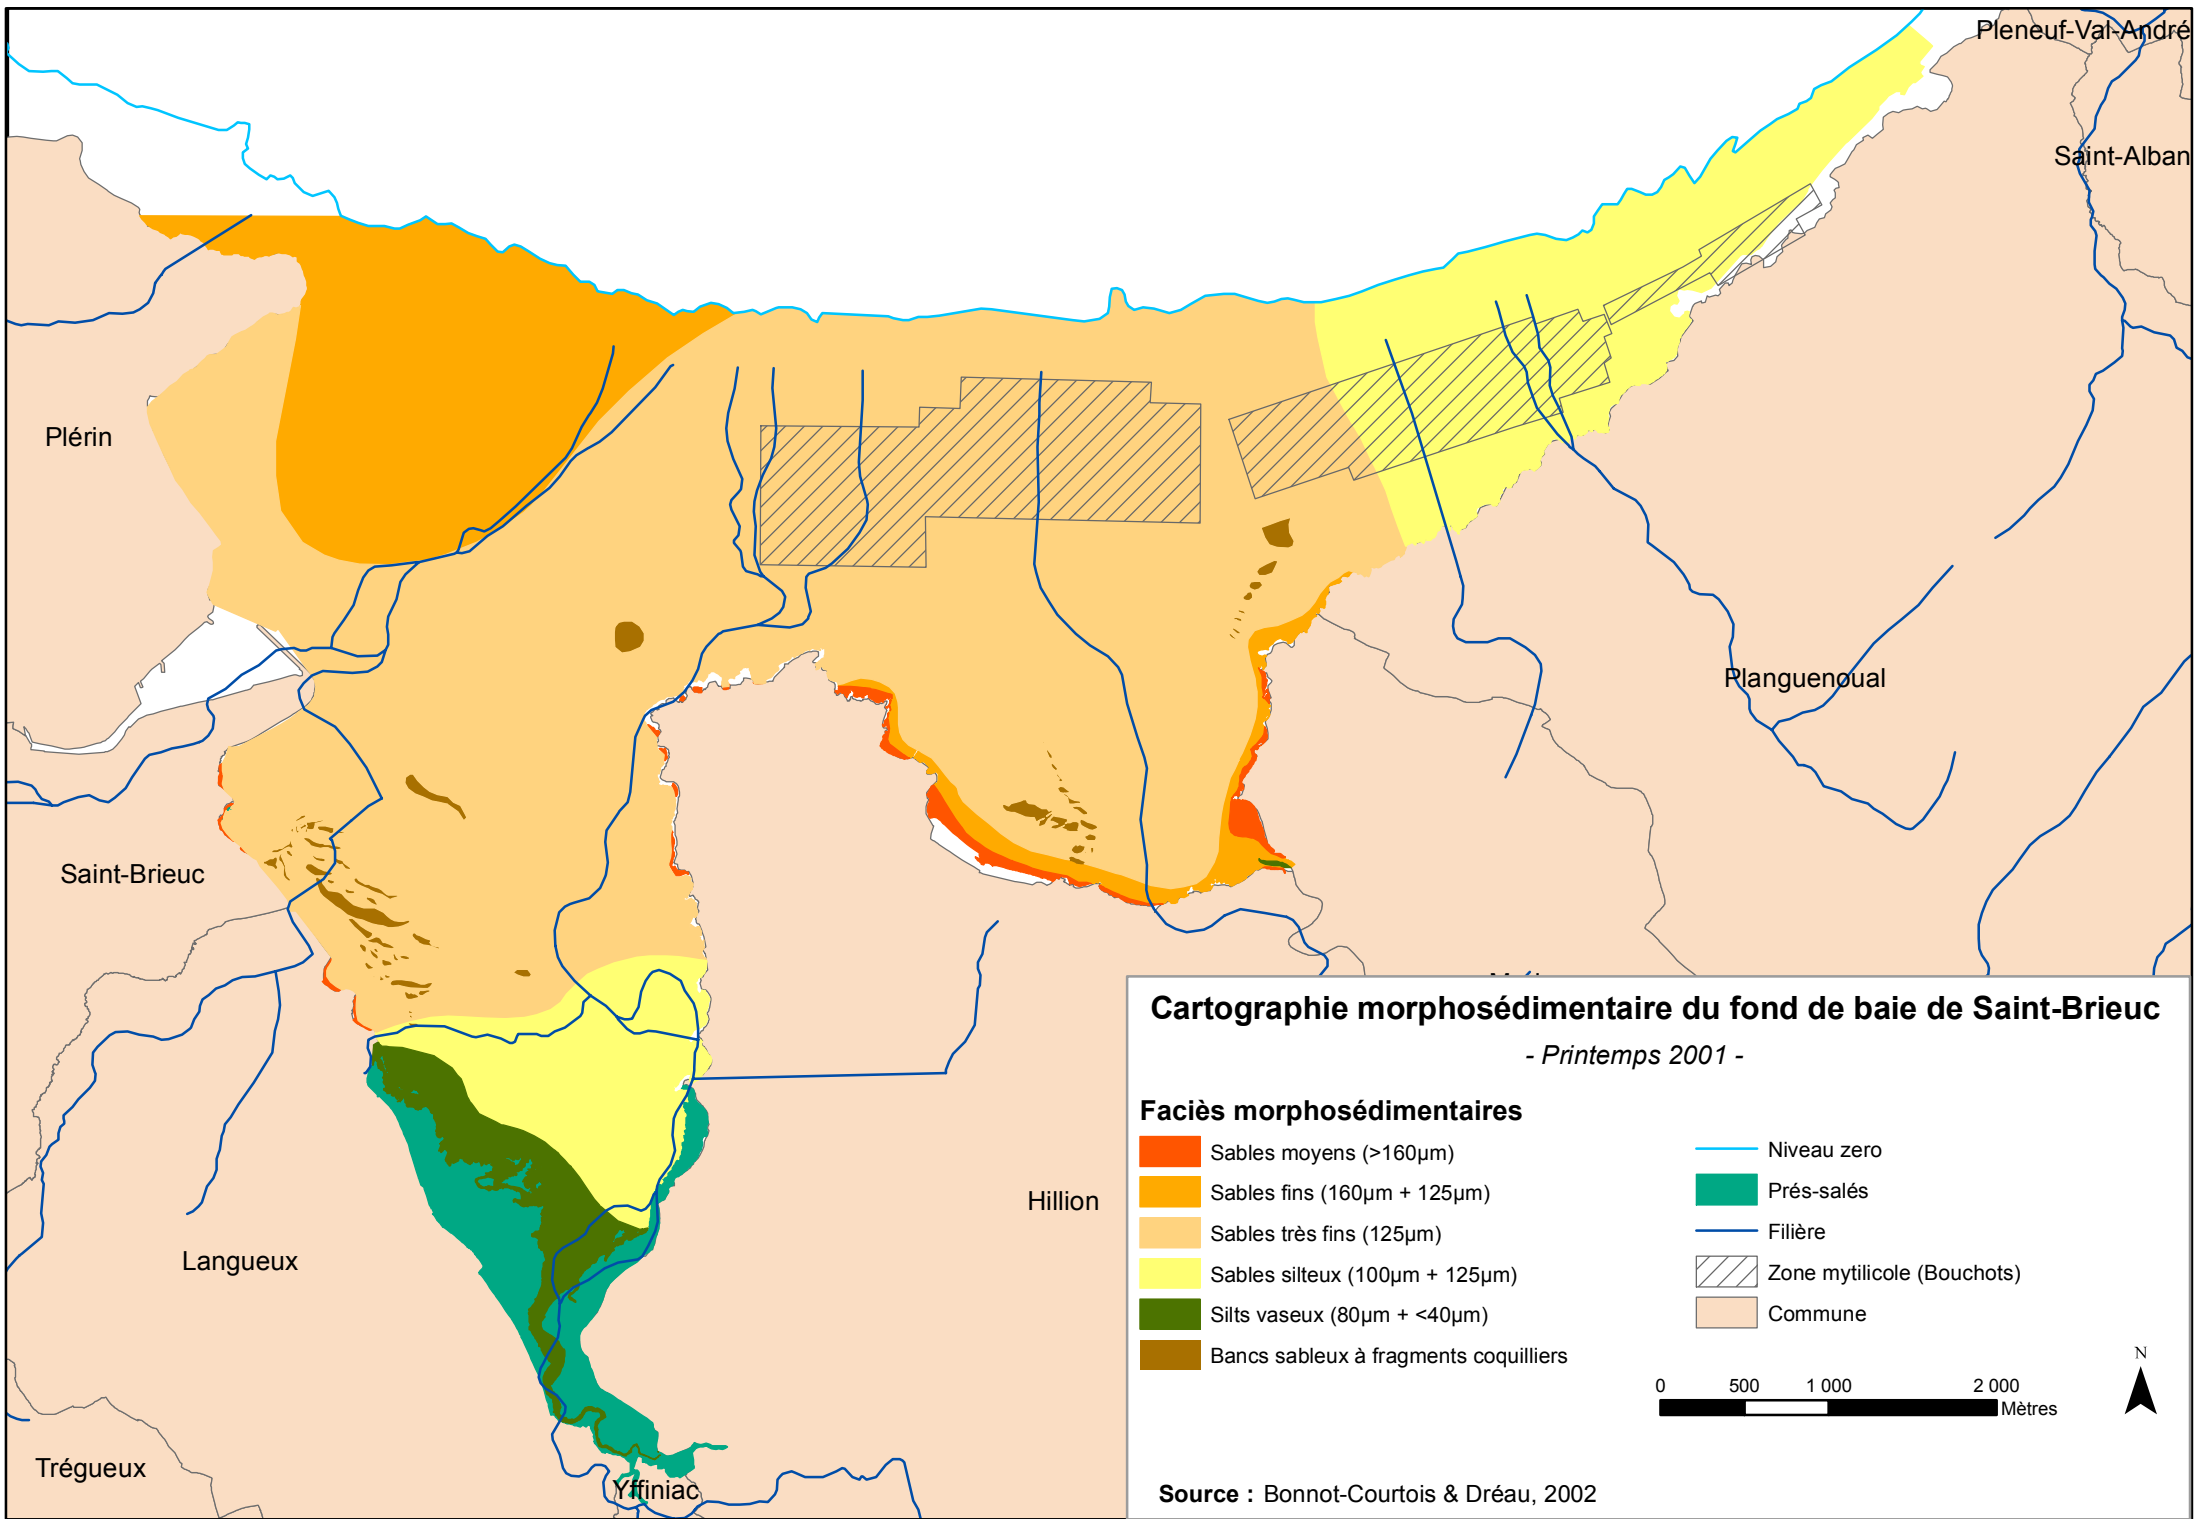 Pleneuf-Val-André
Saint-Alban
Plérin
Planguenoual
Saint-Brieuc
Hillion
Langueux
Trégueux
Yffiniac
Cartographie morphosédimentaire du fond de baie de Saint-Brieuc
- Printemps 2001 -
Faciès morphosédimentaires
Sables moyens (>160µm)
Sables fins (160µm + 125µm)
Sables très fins (125µm)
Sables silteux (100µm + 125µm)
Silts vaseux (80µm + <40µm)
Bancs sableux à fragments coquilliers
Niveau zero
Prés-salés
Filière
Zone mytilicole (Bouchots)
Commune
0 500 1 000 2 000
Mètres
N
Source : Bonnot-Courtois & Dréau, 2002